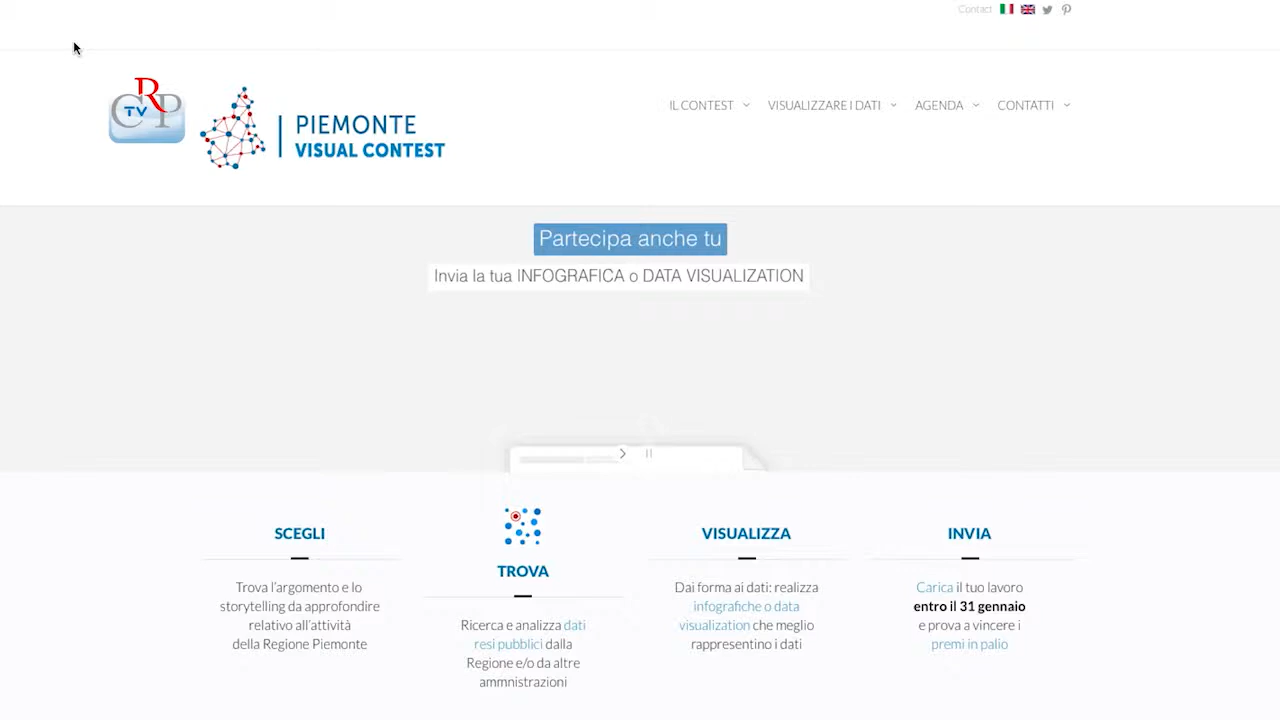 Contact
TV CRP
PIEMONTE
VISUAL CONTEST
IL CONTEST
VISUALIZZARE I DATI
AGENDA
CONTATTI
Partecipa anche tu
Invia la tua INFOGRAFICA o DATA VISUALIZATION
SCEGLI
Trova l'argomento e lo
storytelling da approfondire
relativo all'attività
della Regione Piemonte
TROVA
Ricerca e analizza dati
resi pubblici dalla
Regione e/o da altre
ammnistrazioni
VISUALIZZA
Dai forma ai dati: realizza
infografiche o data
visualization che meglio
rappresentino i dati
INVIA
Carica il tuo lavoro
entro il 31 gennaio
e prova a vincere i
premi in palio